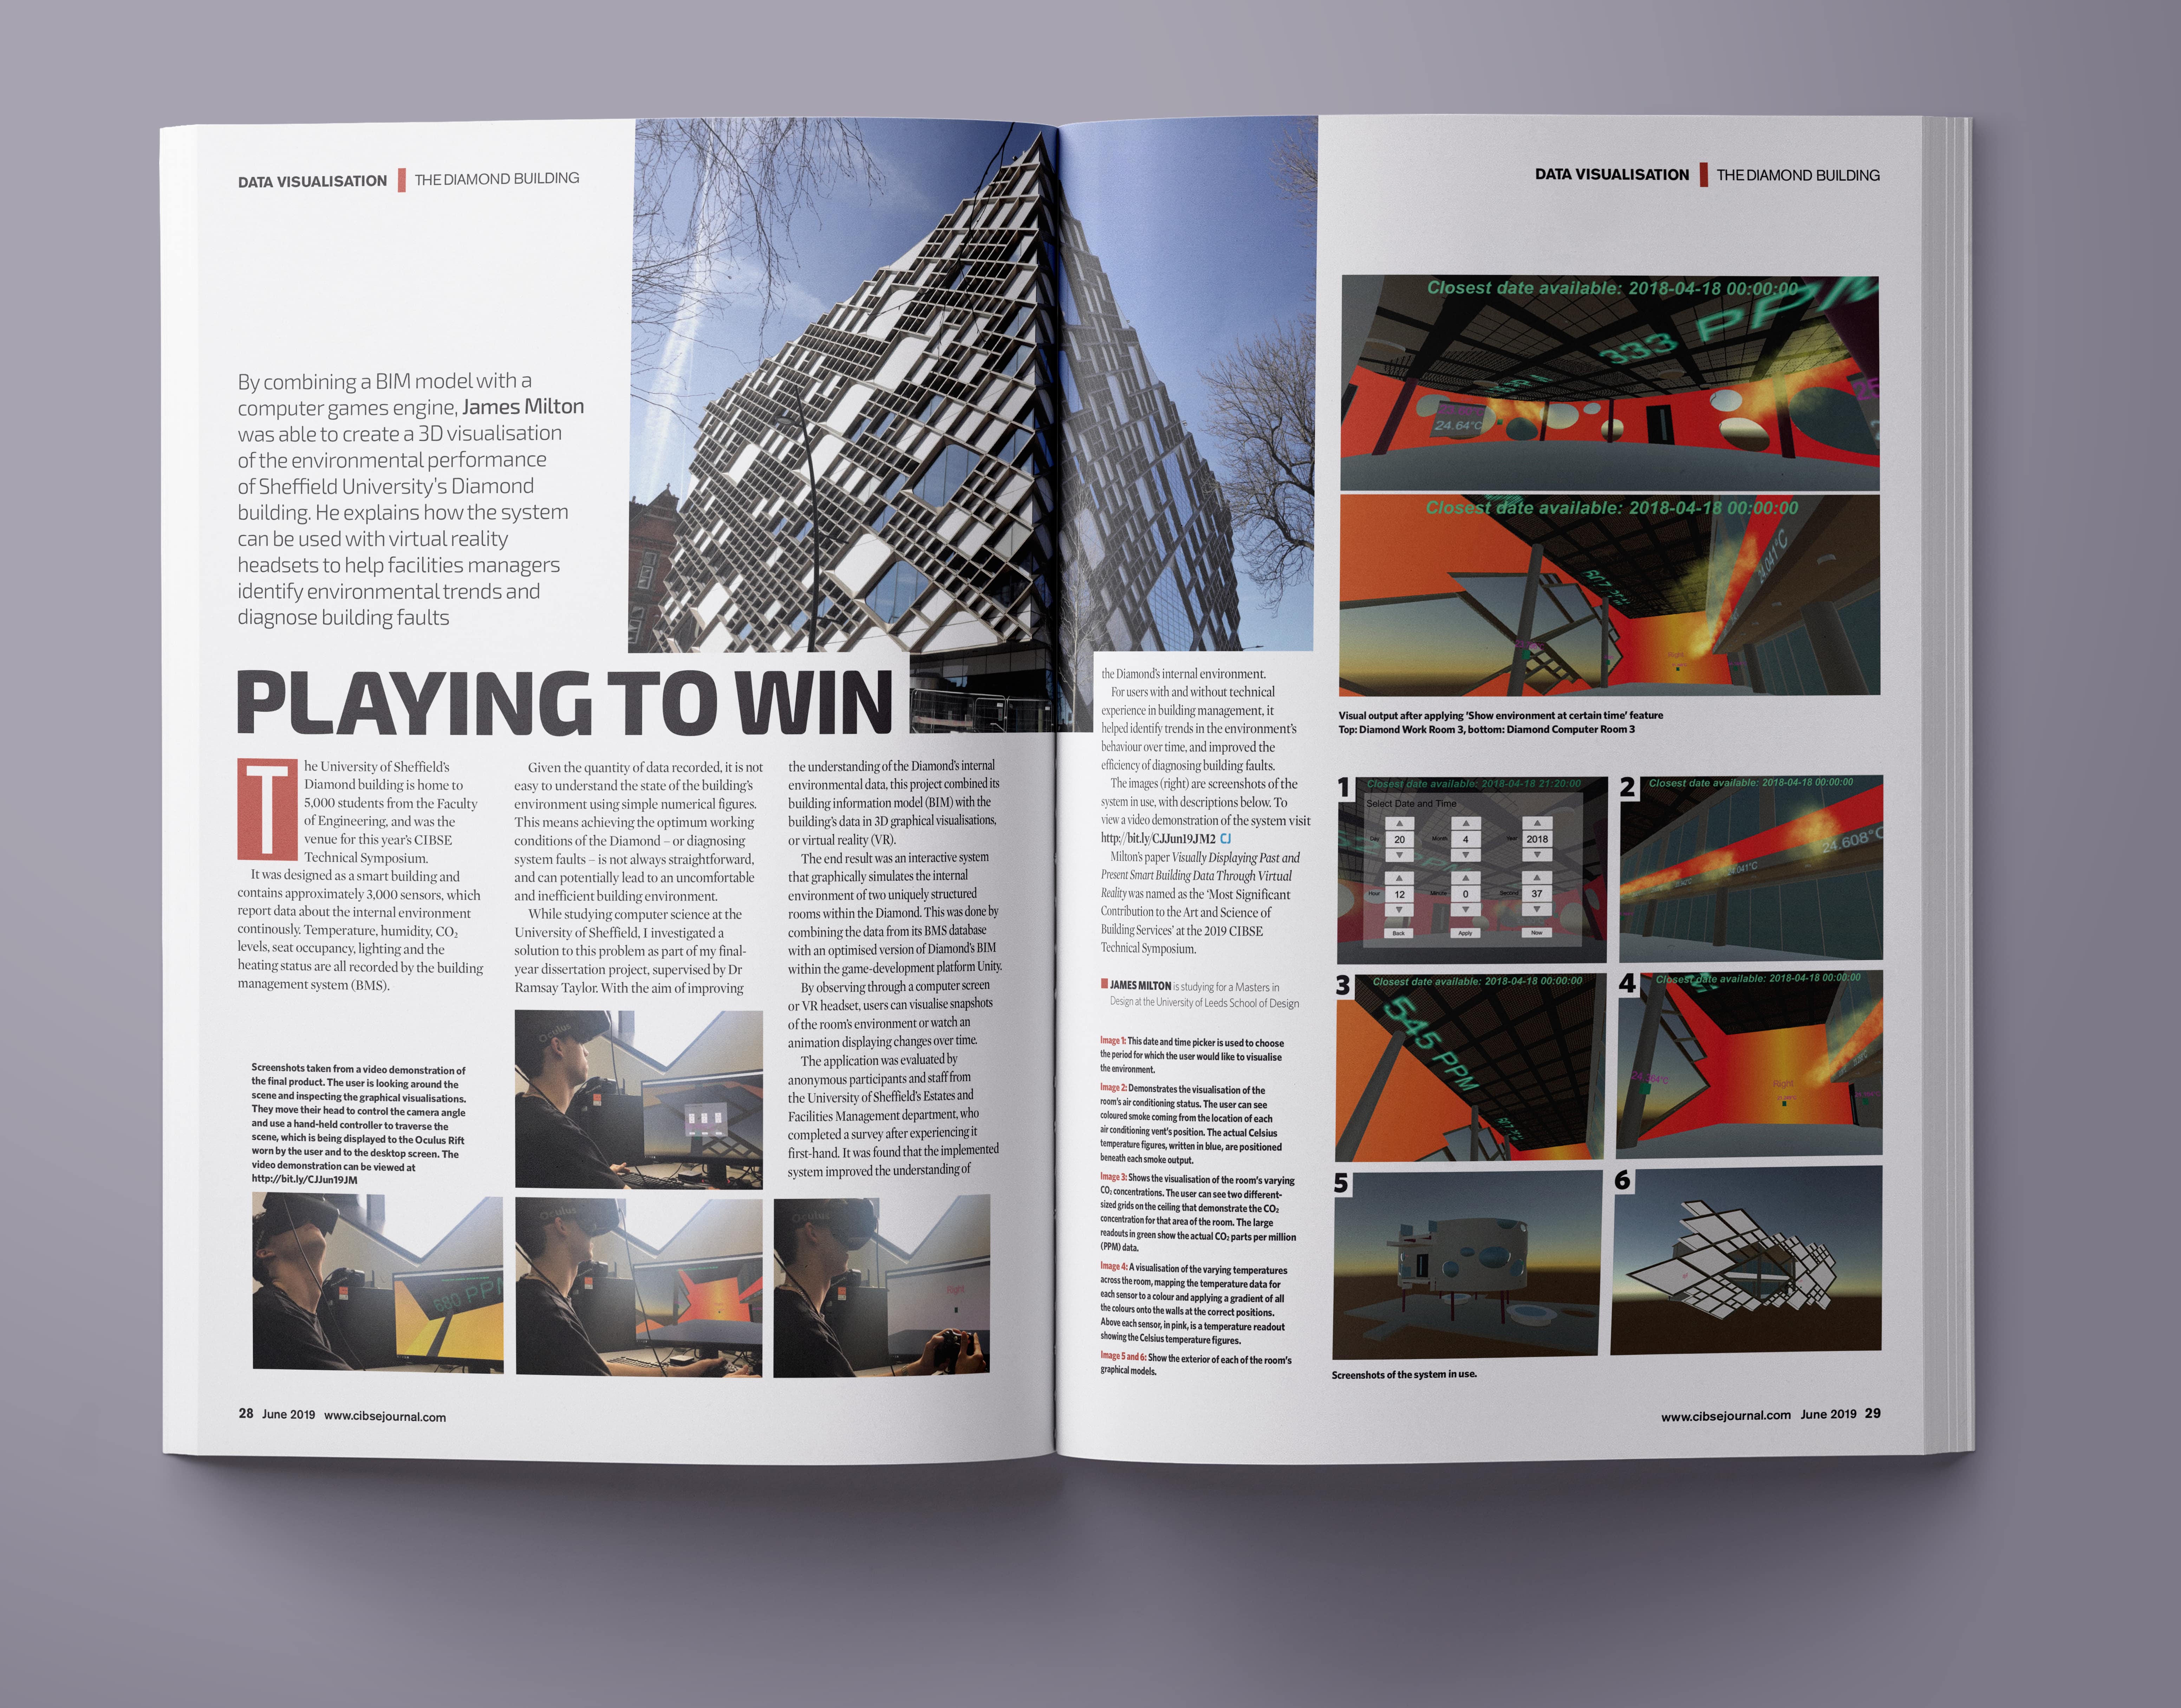 DATA VISUALISATION THE DIAMOND BUILDING
By combining a BIM model with a
computer games engine, James Milton
was able to create a 3D visualisation
of the environmental performance
of Sheffield University's Diamond
building. He explains how the system
can be used with virtual reality
headsets to help facilities managers
identify environmental trends and
diagnose building faults
PLAYING TO WIN
The University of Sheffield's
Diamond building is home to
5,000 students from the Faculty
of Engineering, and was the
venue for this year's CIBSE
Technical Symposium.
It was designed as a smart building and
contains approximately 3,000 sensors, which
report data about the internal environment
continously. Temperature, humidity, CO₂
levels, seat occupancy, lighting and the
heating status are all recorded by the building
management system (BMS).
Given the quantity of data recorded, it is not
easy to understand the state of the building's
environment using simple numerical figures.
This means achieving the optimum working
conditions of the Diamond – or diagnosing
system faults – is not always straightforward,
and can potentially lead to an uncomfortable
and inefficient building environment.
While studying computer science at the
University of Sheffield, I investigated a
solution to this problem as part of my final-
year dissertation project, supervised by Dr
Ramsay Taylor. With the aim of improving
the understanding of the Diamond's internal
environmental data, this project combined its
building information model (BIM) with the
building's data in 3D graphical visualisations,
or virtual reality (VR).
The end result was an interactive system
that graphically simulates the internal
environment of two uniquely structured
rooms within the Diamond. This was done by
combining the data from its BMS database
with an optimised version of Diamond's BIM
within the game-development platform Unity.
By observing through a computer screen
or VR headset, users can visualise snapshots
of the room's environment or watch an
animation displaying changes over time.
The application was evaluated by
anonymous participants and staff from
the University of Sheffield's Estates and
Facilities Management department, who
completed a survey after experiencing it
first-hand. It was found that the implemented
system improved the understanding of
Screenshots taken from a video demonstration of
the final product. The user is looking around the
scene and inspecting the graphical visualisations.
They move their head to control the camera angle
and use a hand-held controller to traverse the
scene, which is being displayed to the Oculus Rift
worn by the user and to the desktop screen. The
video demonstration can be viewed at
http://bit.ly/CJJun19JM
Oculus
Oculus
Oculus
680 PPM
Right
28 June 2019 www.cibsejournal.com
DATA VISUALISATION THE DIAMOND BUILDING
the Diamond's internal environment.
For users with and without technical
experience in building management, it
helped identify trends in the environment's
behaviour over time, and improved the
efficiency of diagnosing building faults.
The images (right) are screenshots of the
system in use, with descriptions below. To
view a video demonstration of the system visit
http://bit.ly/CJJun19JM2 CJ
Milton's paper Visually Displaying Past and
Present Smart Building Data Through Virtual
Reality was named as the 'Most Significant
Contribution to the Art and Science of
Building Services' at the 2019 CIBSE
Technical Symposium.
JAMES MILTON is studying for a Masters in
Design at the University of Leeds School of Design
Image 1: This date and time picker is used to choose
the period for which the user would like to visualise
the environment.
Image 2: Demonstrates the visualisation of the
room's air conditioning status. The user can see
coloured smoke coming from the location of each
air conditioning vent's position. The actual Celsius
temperature figures, written in blue, are positioned
beneath each smoke output.
Image 3: Shows the visualisation of the room's varying
CO₂ concentrations. The user can see two different-
sized grids on the ceiling that demonstrate the CO₂
concentration for that area of the room. The large
readouts in green show the actual CO₂ parts per million
(PPM) data.
Image 4: A visualisation of the varying temperatures
across the room, mapping the temperature data for
each sensor to a colour and applying a gradient of all
the colours onto the walls at the correct positions.
Above each sensor, in pink, is a temperature readout
showing the Celsius temperature figures.
Image 5 and 6: Show the exterior of each of the room's
graphical models.
Closest date available: 2018-04-18 00:00:00
333 PPM
24.64°C
Closest date available: 2018-04-18 00:00:00
24.041°C
Right
Visual output after applying 'Show environment at certain time' feature
Top: Diamond Work Room 3, bottom: Diamond Computer Room 3
1
Closest date available: 2018-04-18 21:20:00
Select Date and Time
Day 20 Month 4 Year 2018
Hour 12 Minute 0 Second 37
Back Apply Now
2
Closest date available: 2018-04-18 00:00:00
24.608°C
24.041°C
3
Closest date available: 2018-04-18 00:00:00
545 PPM
4
Closest date available: 2018-04-18 00:00:00
Right
5
6
Screenshots of the system in use.
www.cibsejournal.com June 2019 29